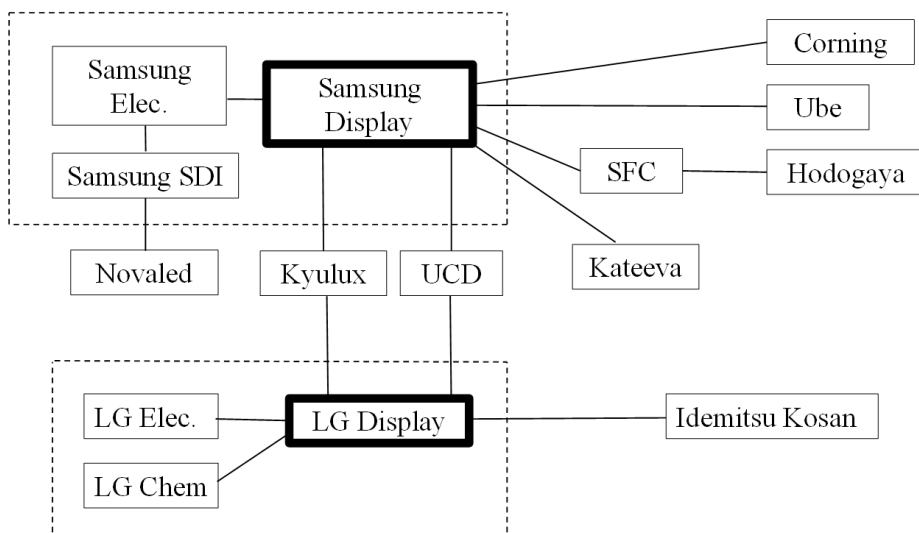 Corning
Samsung
Elec.
Samsung
Display
Ube
Samsung SDI
SFC
Hodogaya
Novaled
Kyulux
UCD
Kateeva
LG Elec.
LG Display
Idemitsu Kosan
LG Chem